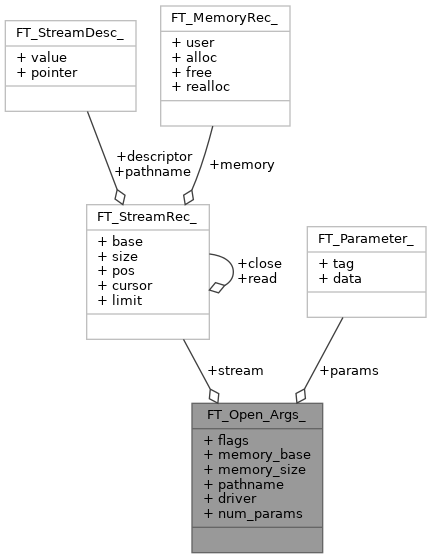 FT_MemoryRec_
+ user
+ alloc
+ free
+ realloc
FT_StreamDesc_
+ value
+ pointer
+descriptor
+pathname
+memory
FT_StreamRec_
+ base
+ size
+ pos
+ cursor
+ limit
+close
+read
FT_Parameter_
+ tag
+ data
+stream
+params
FT_Open_Args_
+ flags
+ memory_base
+ memory_size
+ pathname
+ driver
+ num_params